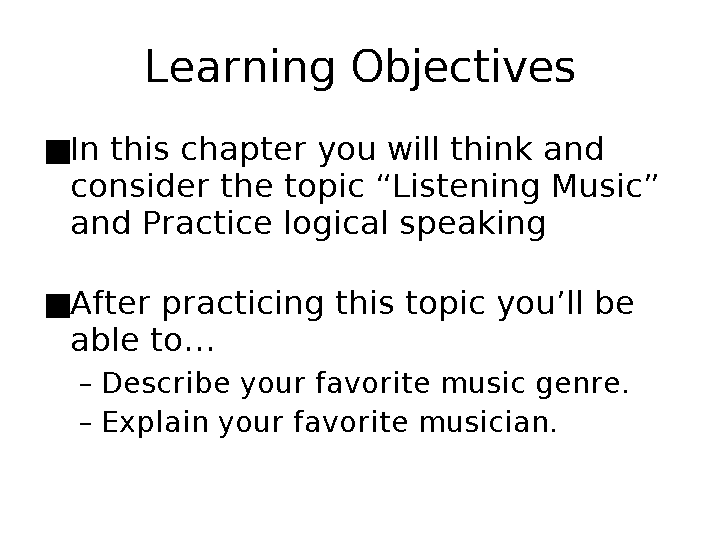 Learning Objectives
■In this chapter you will think and
consider the topic “Listening Music”
and Practice logical speaking
■After practicing this topic you’ll be
able to…
– Describe your favorite music genre.
– Explain your favorite musician.